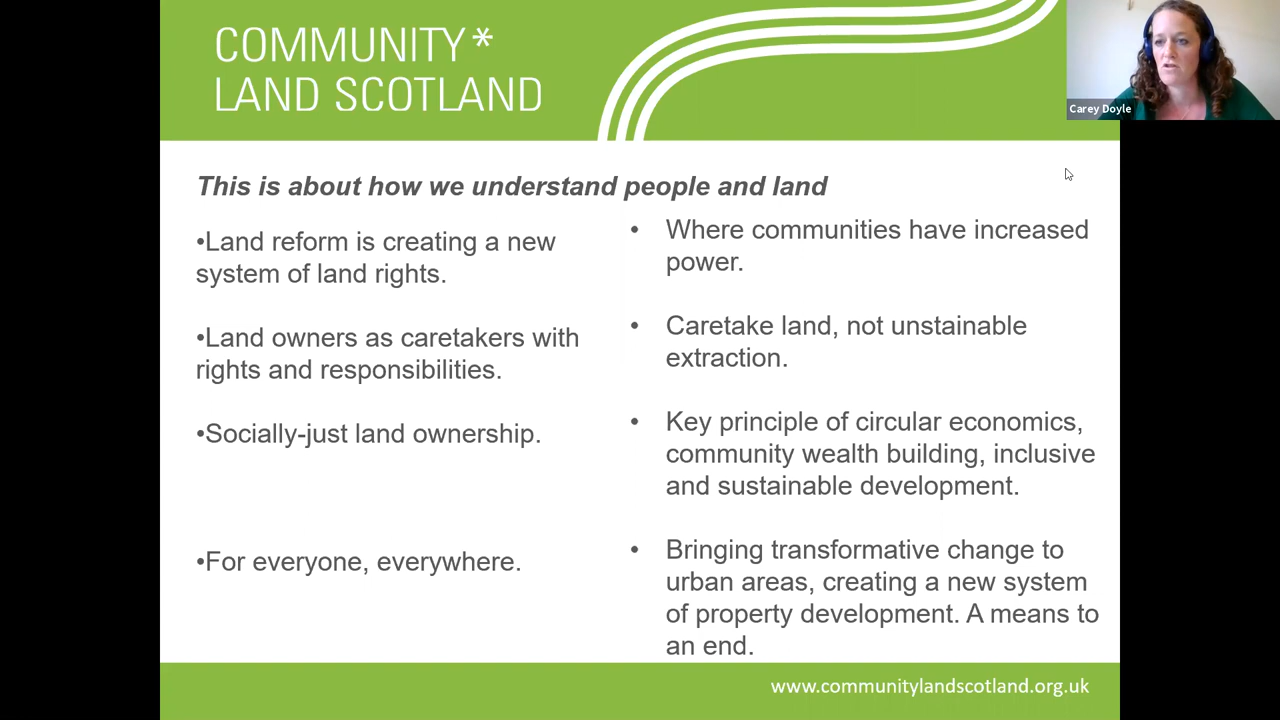 COMMUNITY*
LAND SCOTLAND
Carey Doyle
This is about how we understand people and land
•Land reform is creating a new
system of land rights.
•Land owners as caretakers with
rights and responsibilities.
•Socially-just land ownership.
•For everyone, everywhere.
• Where communities have increased
power.
• Caretake land, not unstainable
extraction.
• Key principle of circular economics,
community wealth building, inclusive
and sustainable development.
• Bringing transformative change to
urban areas, creating a new system
of property development. A means to
an end.
www.communitylandscotland.org.uk